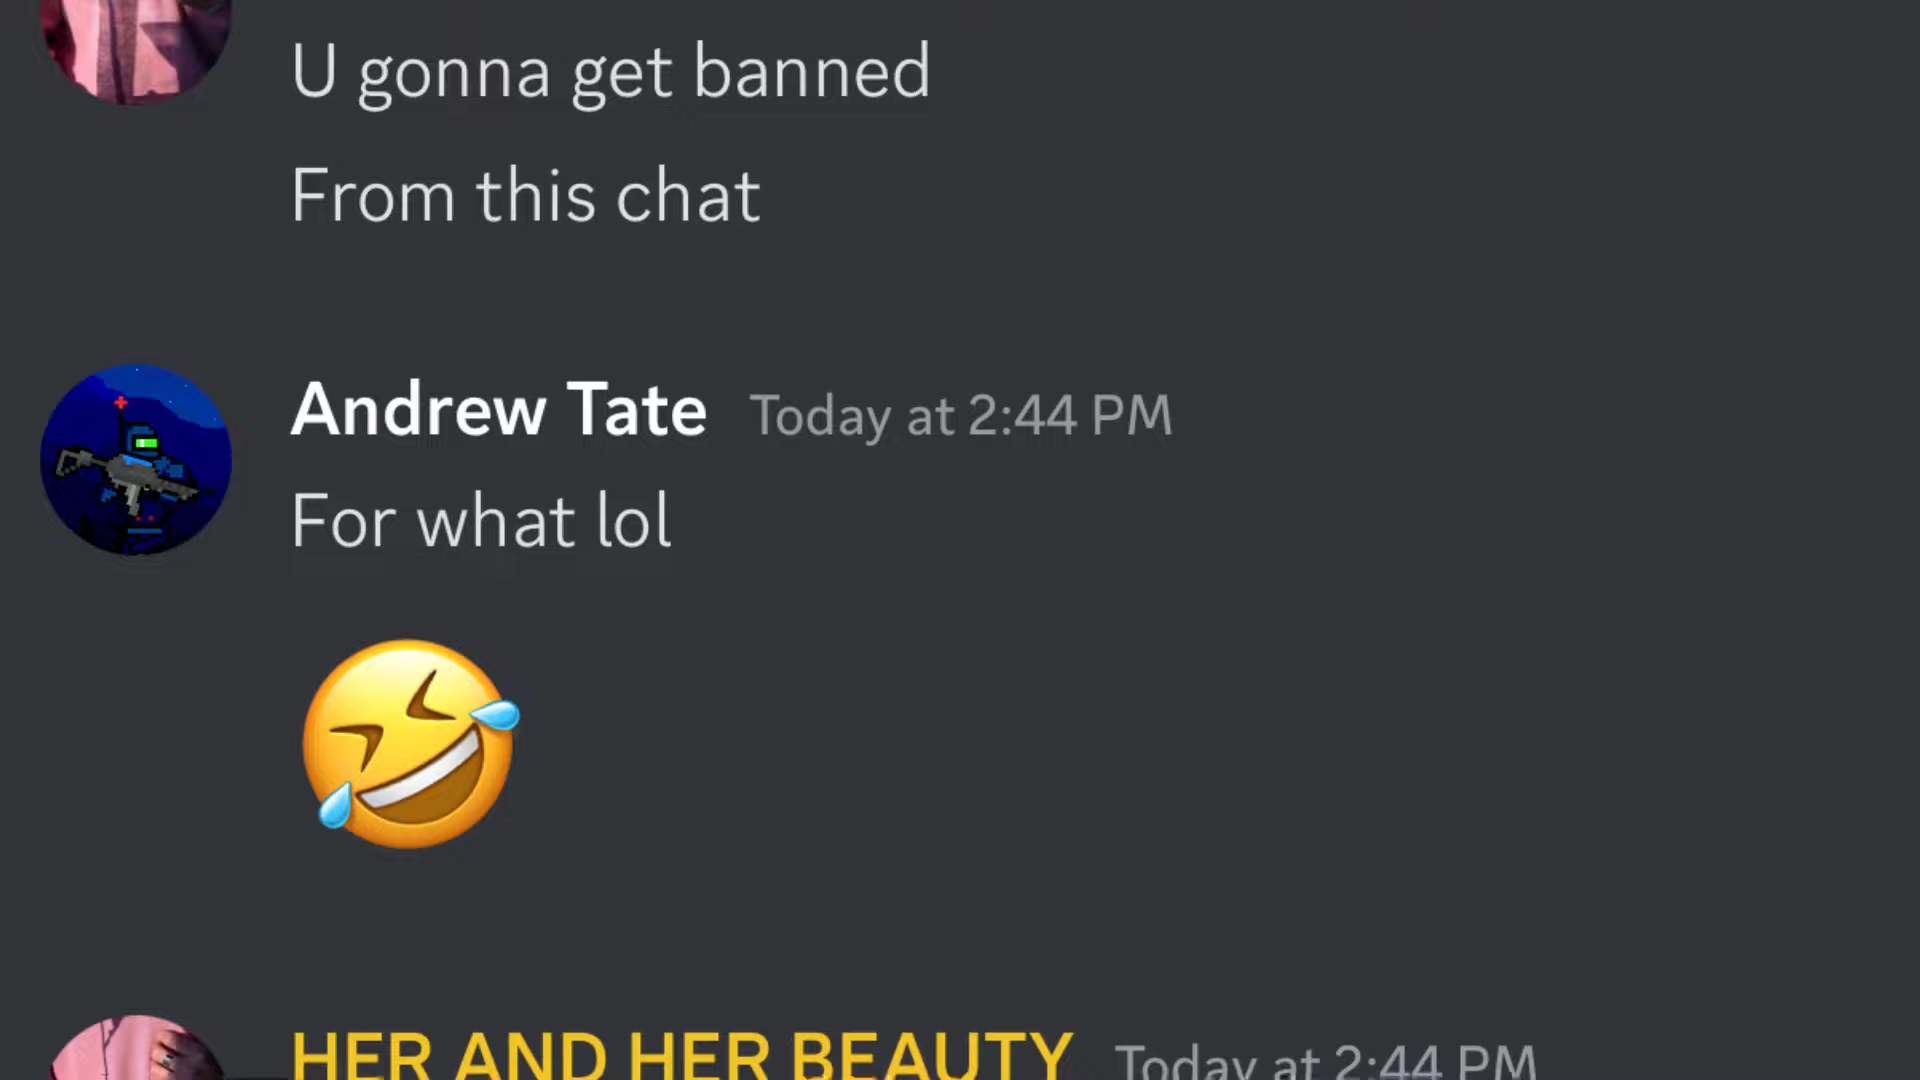 U gonna get banned
From this chat
Andrew Tate Today at 2:44 PM
For what lol
🤣
HER AND HER BEAUTY Today at 2:44 PM